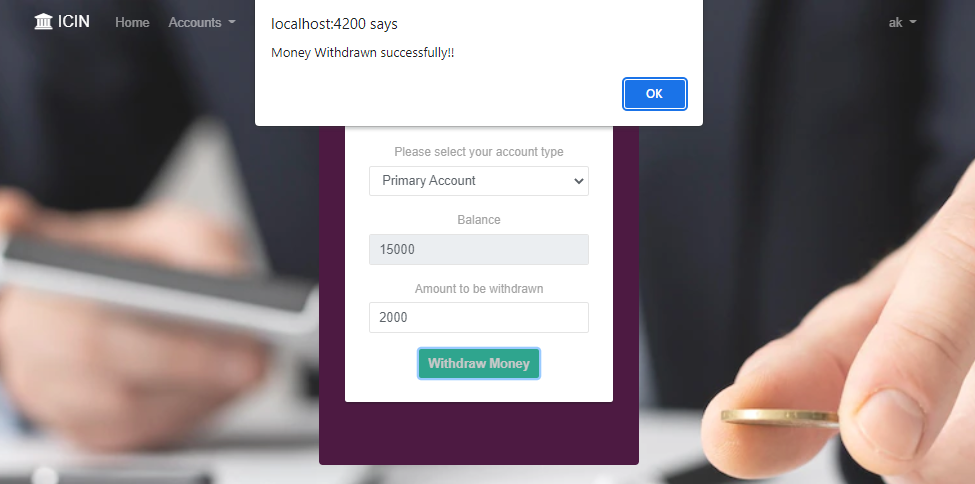 ICIN
Home
Accounts
ak
localhost:4200 says
Money Withdrawn successfully!!
OK
Please select your account type
Primary Account
Balance
15000
Amount to be withdrawn
2000
Withdraw Money